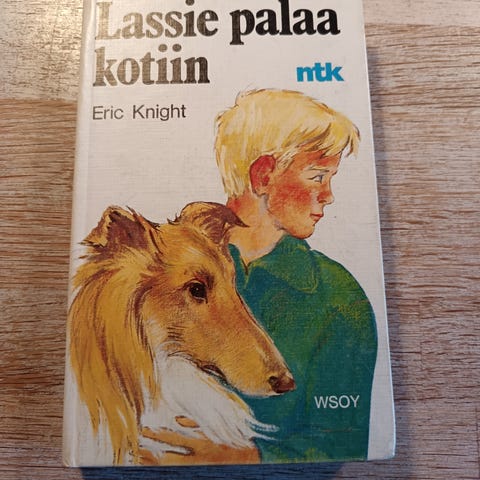 Lassie palaa
kotiin
ntk
Eric Knight
WSOY